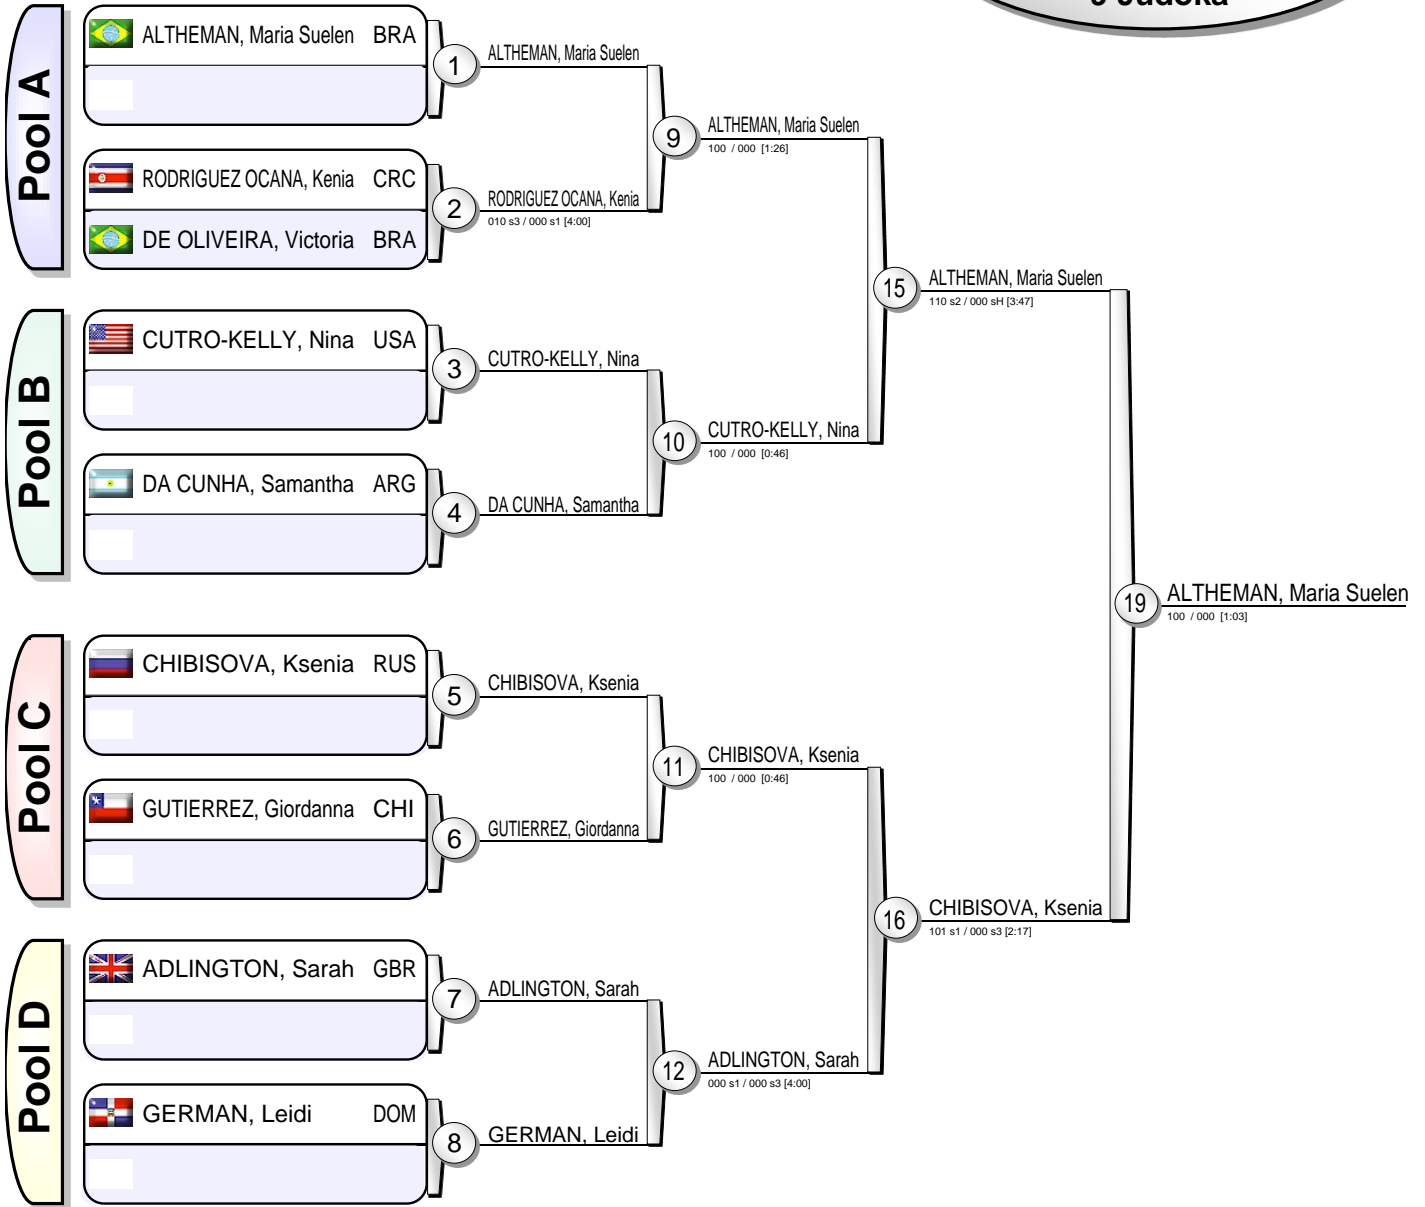 9 Judoka
Pool A
ALTHEMAN, Maria Suelen BRA
1
ALTHEMAN, Maria Suelen
9
ALTHEMAN, Maria Suelen
100 / 000 [1:26]
RODRIGUEZ OCANA, Kenia CRC
2
RODRIGUEZ OCANA, Kenia
010 s3 / 000 s1 [4:00]
DE OLIVEIRA, Victoria BRA
15
ALTHEMAN, Maria Suelen
110 s2 / 000 sH [3:47]
Pool B
CUTRO-KELLY, Nina USA
3
CUTRO-KELLY, Nina
10
CUTRO-KELLY, Nina
100 / 000 [0:46]
DA CUNHA, Samantha ARG
4
DA CUNHA, Samantha
19
ALTHEMAN, Maria Suelen
100 / 000 [1:03]
Pool C
CHIBISOVA, Ksenia RUS
5
CHIBISOVA, Ksenia
11
CHIBISOVA, Ksenia
100 / 000 [0:46]
GUTIERREZ, Giordanna CHI
6
GUTIERREZ, Giordanna
16
CHIBISOVA, Ksenia
101 s1 / 000 s3 [2:17]
Pool D
ADLINGTON, Sarah GBR
7
ADLINGTON, Sarah
12
ADLINGTON, Sarah
000 s1 / 000 s3 [4:00]
GERMAN, Leidi DOM
8
GERMAN, Leidi